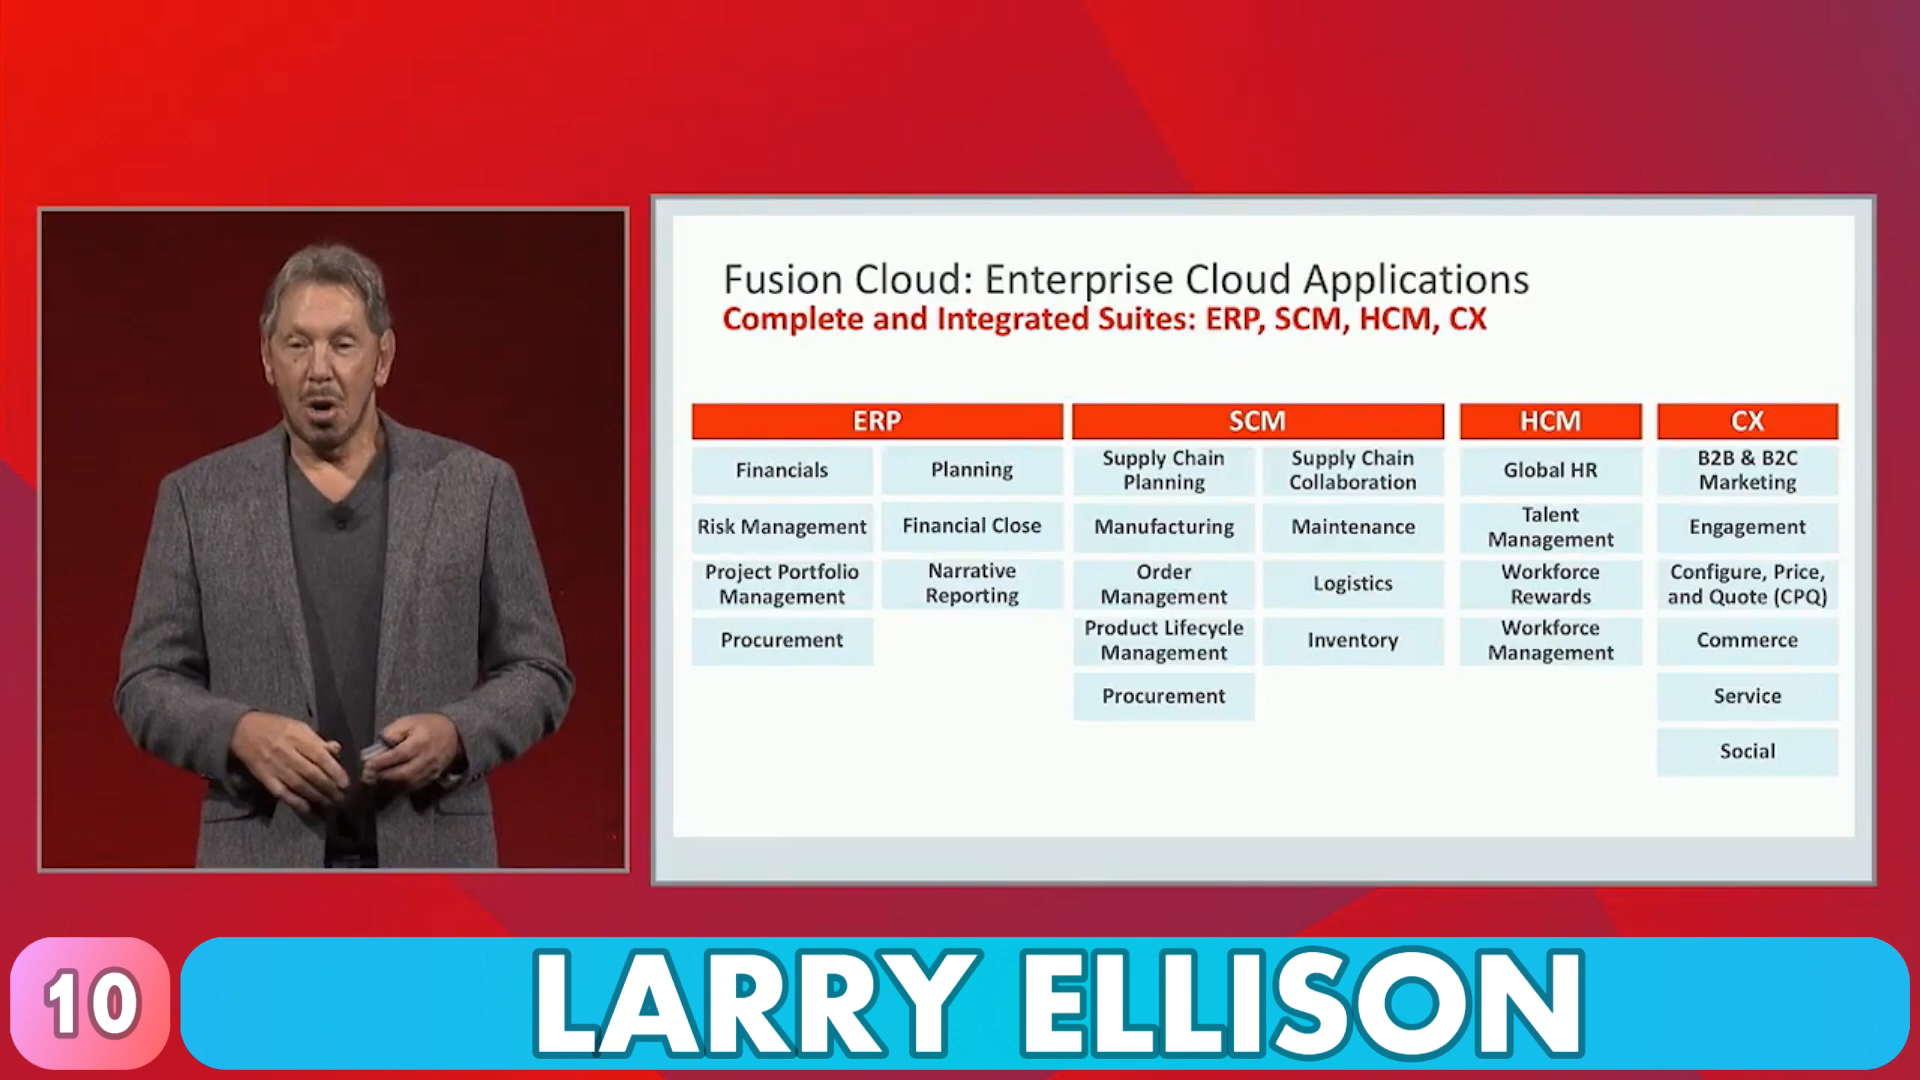 Fusion Cloud: Enterprise Cloud Applications
Complete and Integrated Suites: ERP, SCM, HCM, CX
ERP
Financials
Risk Management
Project Portfolio
Management
Procurement
Planning
Financial Close
Narrative
Reporting
SCM
Supply Chain
Planning
Manufacturing
Order
Management
Product Lifecycle
Management
Procurement
Supply Chain
Collaboration
Maintenance
Logistics
Inventory
HCM
Global HR
Talent
Management
Workforce
Rewards
Workforce
Management
CX
B2B & B2C
Marketing
Engagement
Configure, Price,
and Quote (CPQ)
Commerce
Service
Social
10
LARRY ELLISON